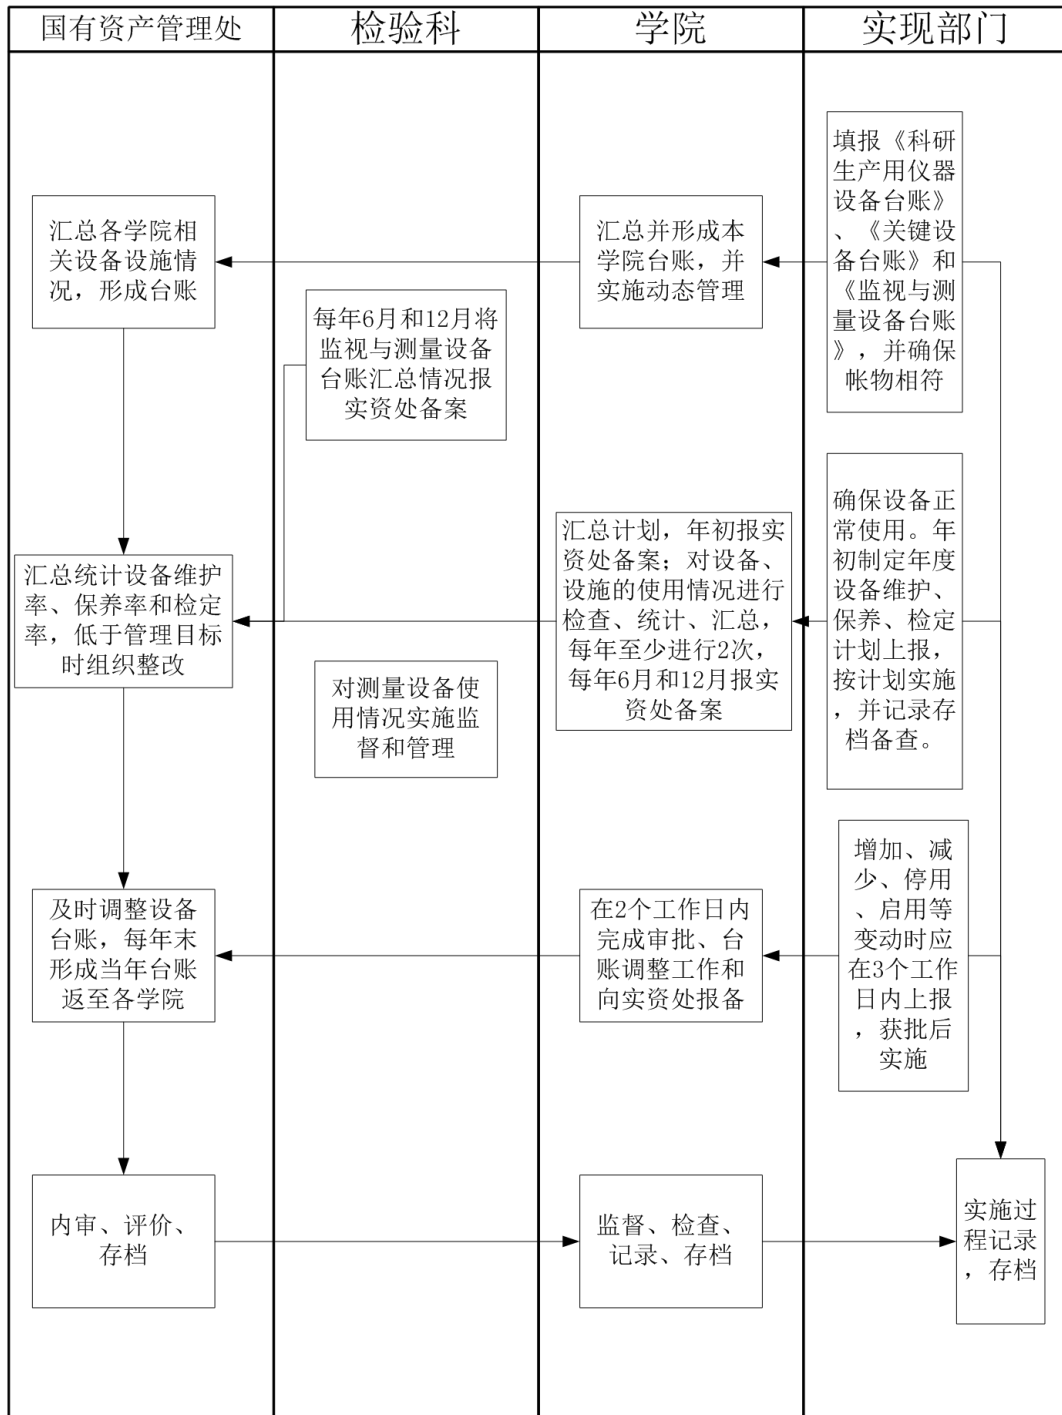 国有资产管理处
检验科
学院
实现部门
填报《科研
生产用仪器
设备台账》
、《关键设
备台账》和
《监视与测
量设备台账
》，并确保
帐物相符
汇总并形成本
学院台账，并
实施动态管理
汇总各学院相
关设备设施情
况，形成台账
每年6月和12月将
监视与测量设备
台账汇总情况报
实资处备案
确保设备正
常使用。年
初制定年度
设备维护、
保养、检定
计划上报，
按计划实施
，并记录存
档备查。
汇总计划，年初报实
资处备案；对设备、
设施的使用情况进行
检查、统计、汇总，
每年至少进行2次，
每年6月和12月报实
资处备案
汇总统计设备维护
率、保养率和检定
率，低于管理目标
时组织整改
对测量设备使
用情况实施监
督和管理
增加、减
少、停用
、启用等
变动时应
在3个工作
日内上报
，获批后
实施
在2个工作日内
完成审批、台
账调整工作和
向实资处报备
及时调整设备
台账，每年末
形成当年台账
返至各学院
内审、评价、
存档
监督、检查、
记录、存档
实施过
程记录
，存档